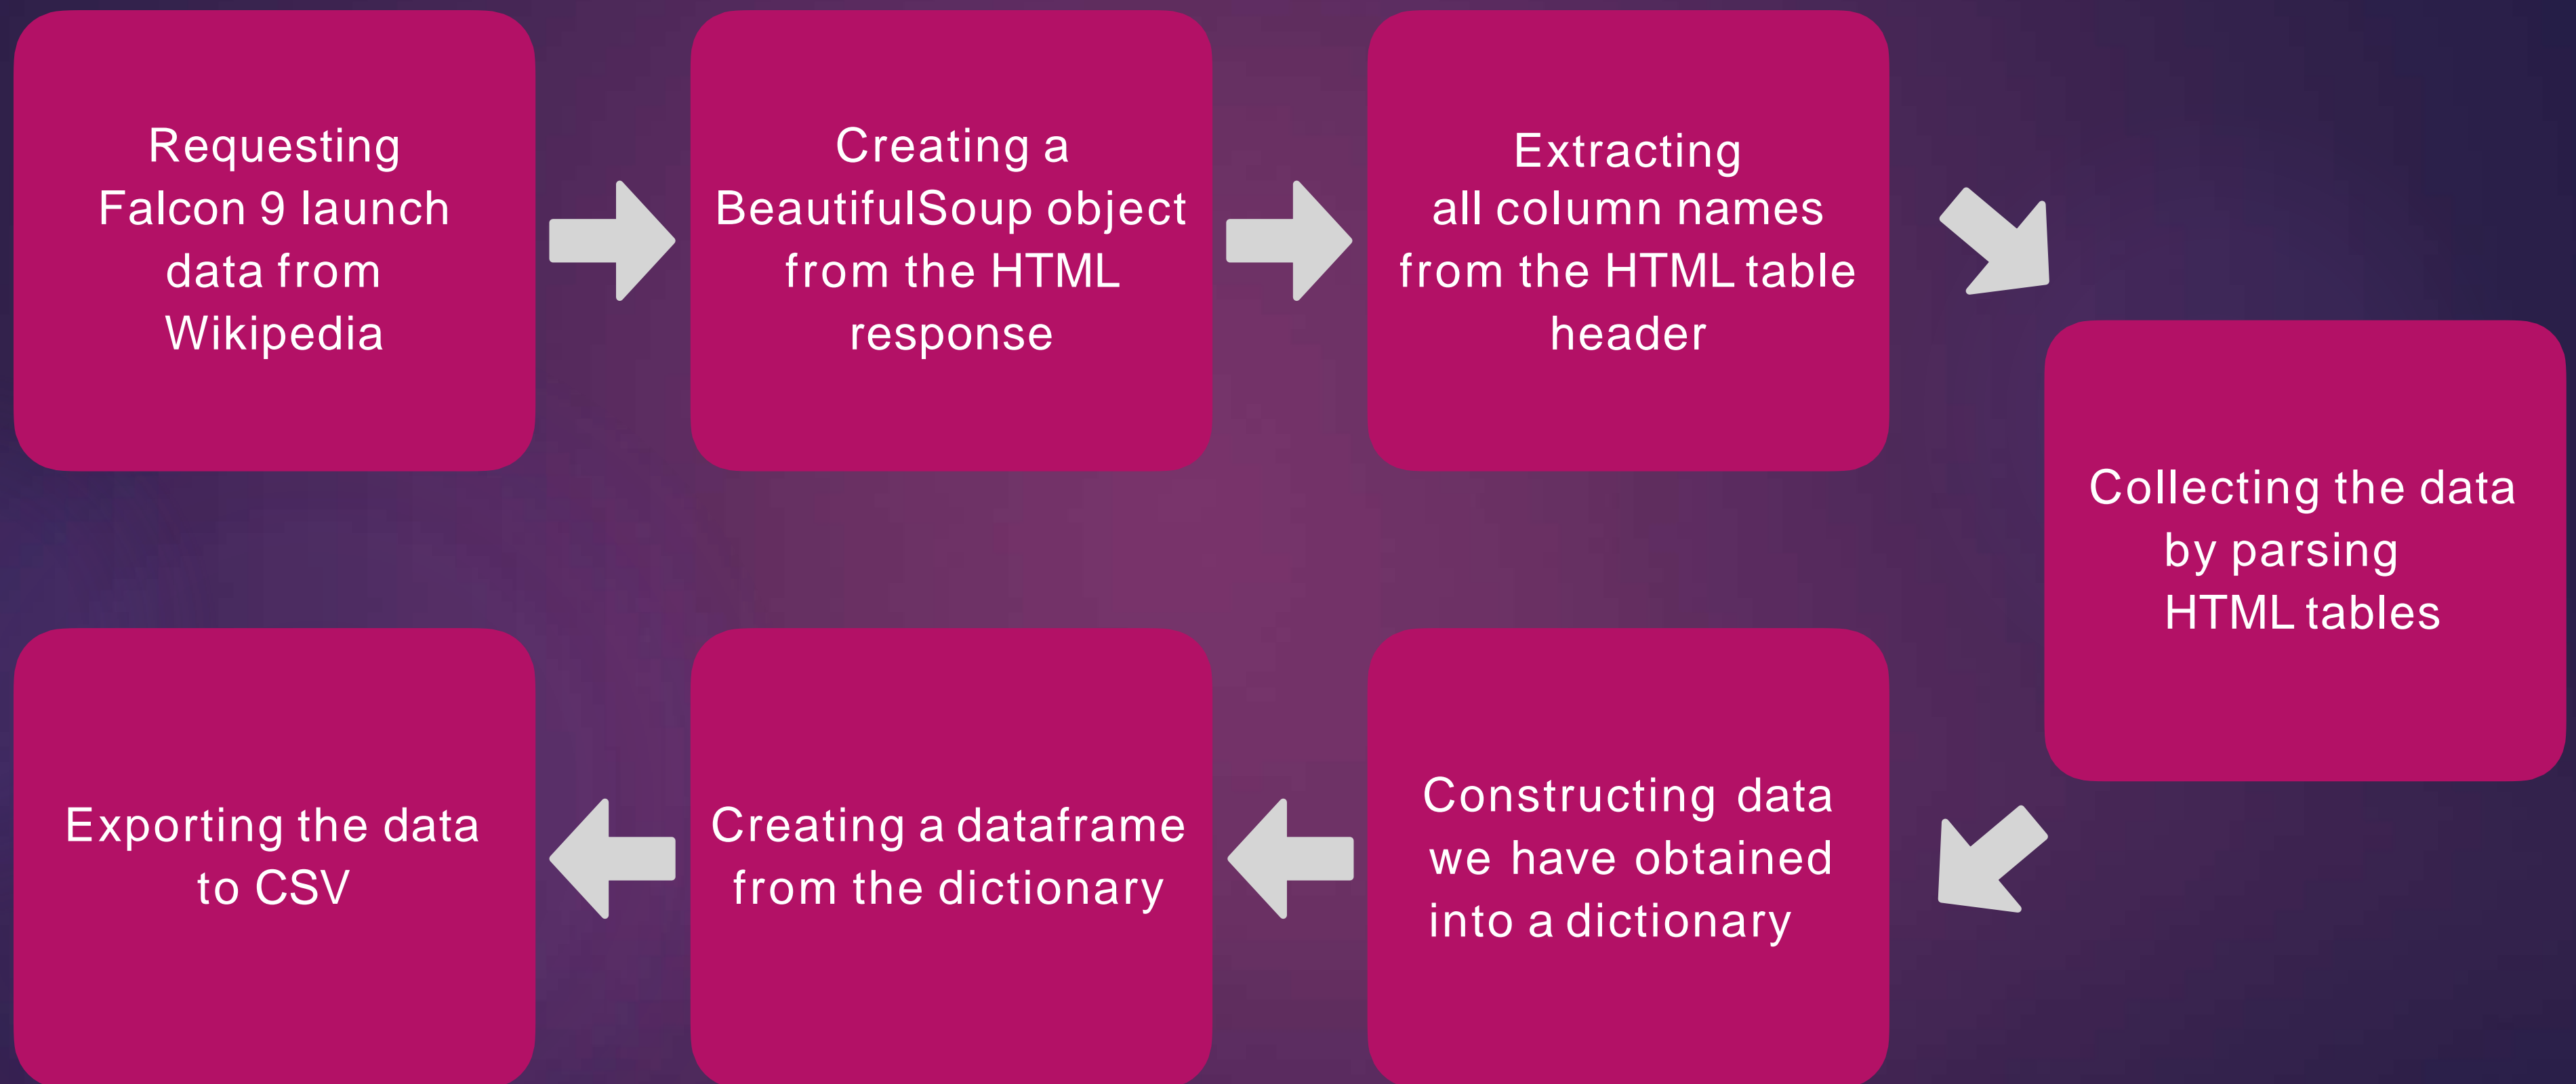 Requesting
Falcon 9 launch
data from
Wikipedia
Creating a
BeautifulSoup object
from the HTML
response
Extracting
all column names
from the HTML table
header
Collecting the data
by parsing
HTML tables
Constructing data
we have obtained
into a dictionary
Creating a dataframe
from the dictionary
Exporting the data
to CSV